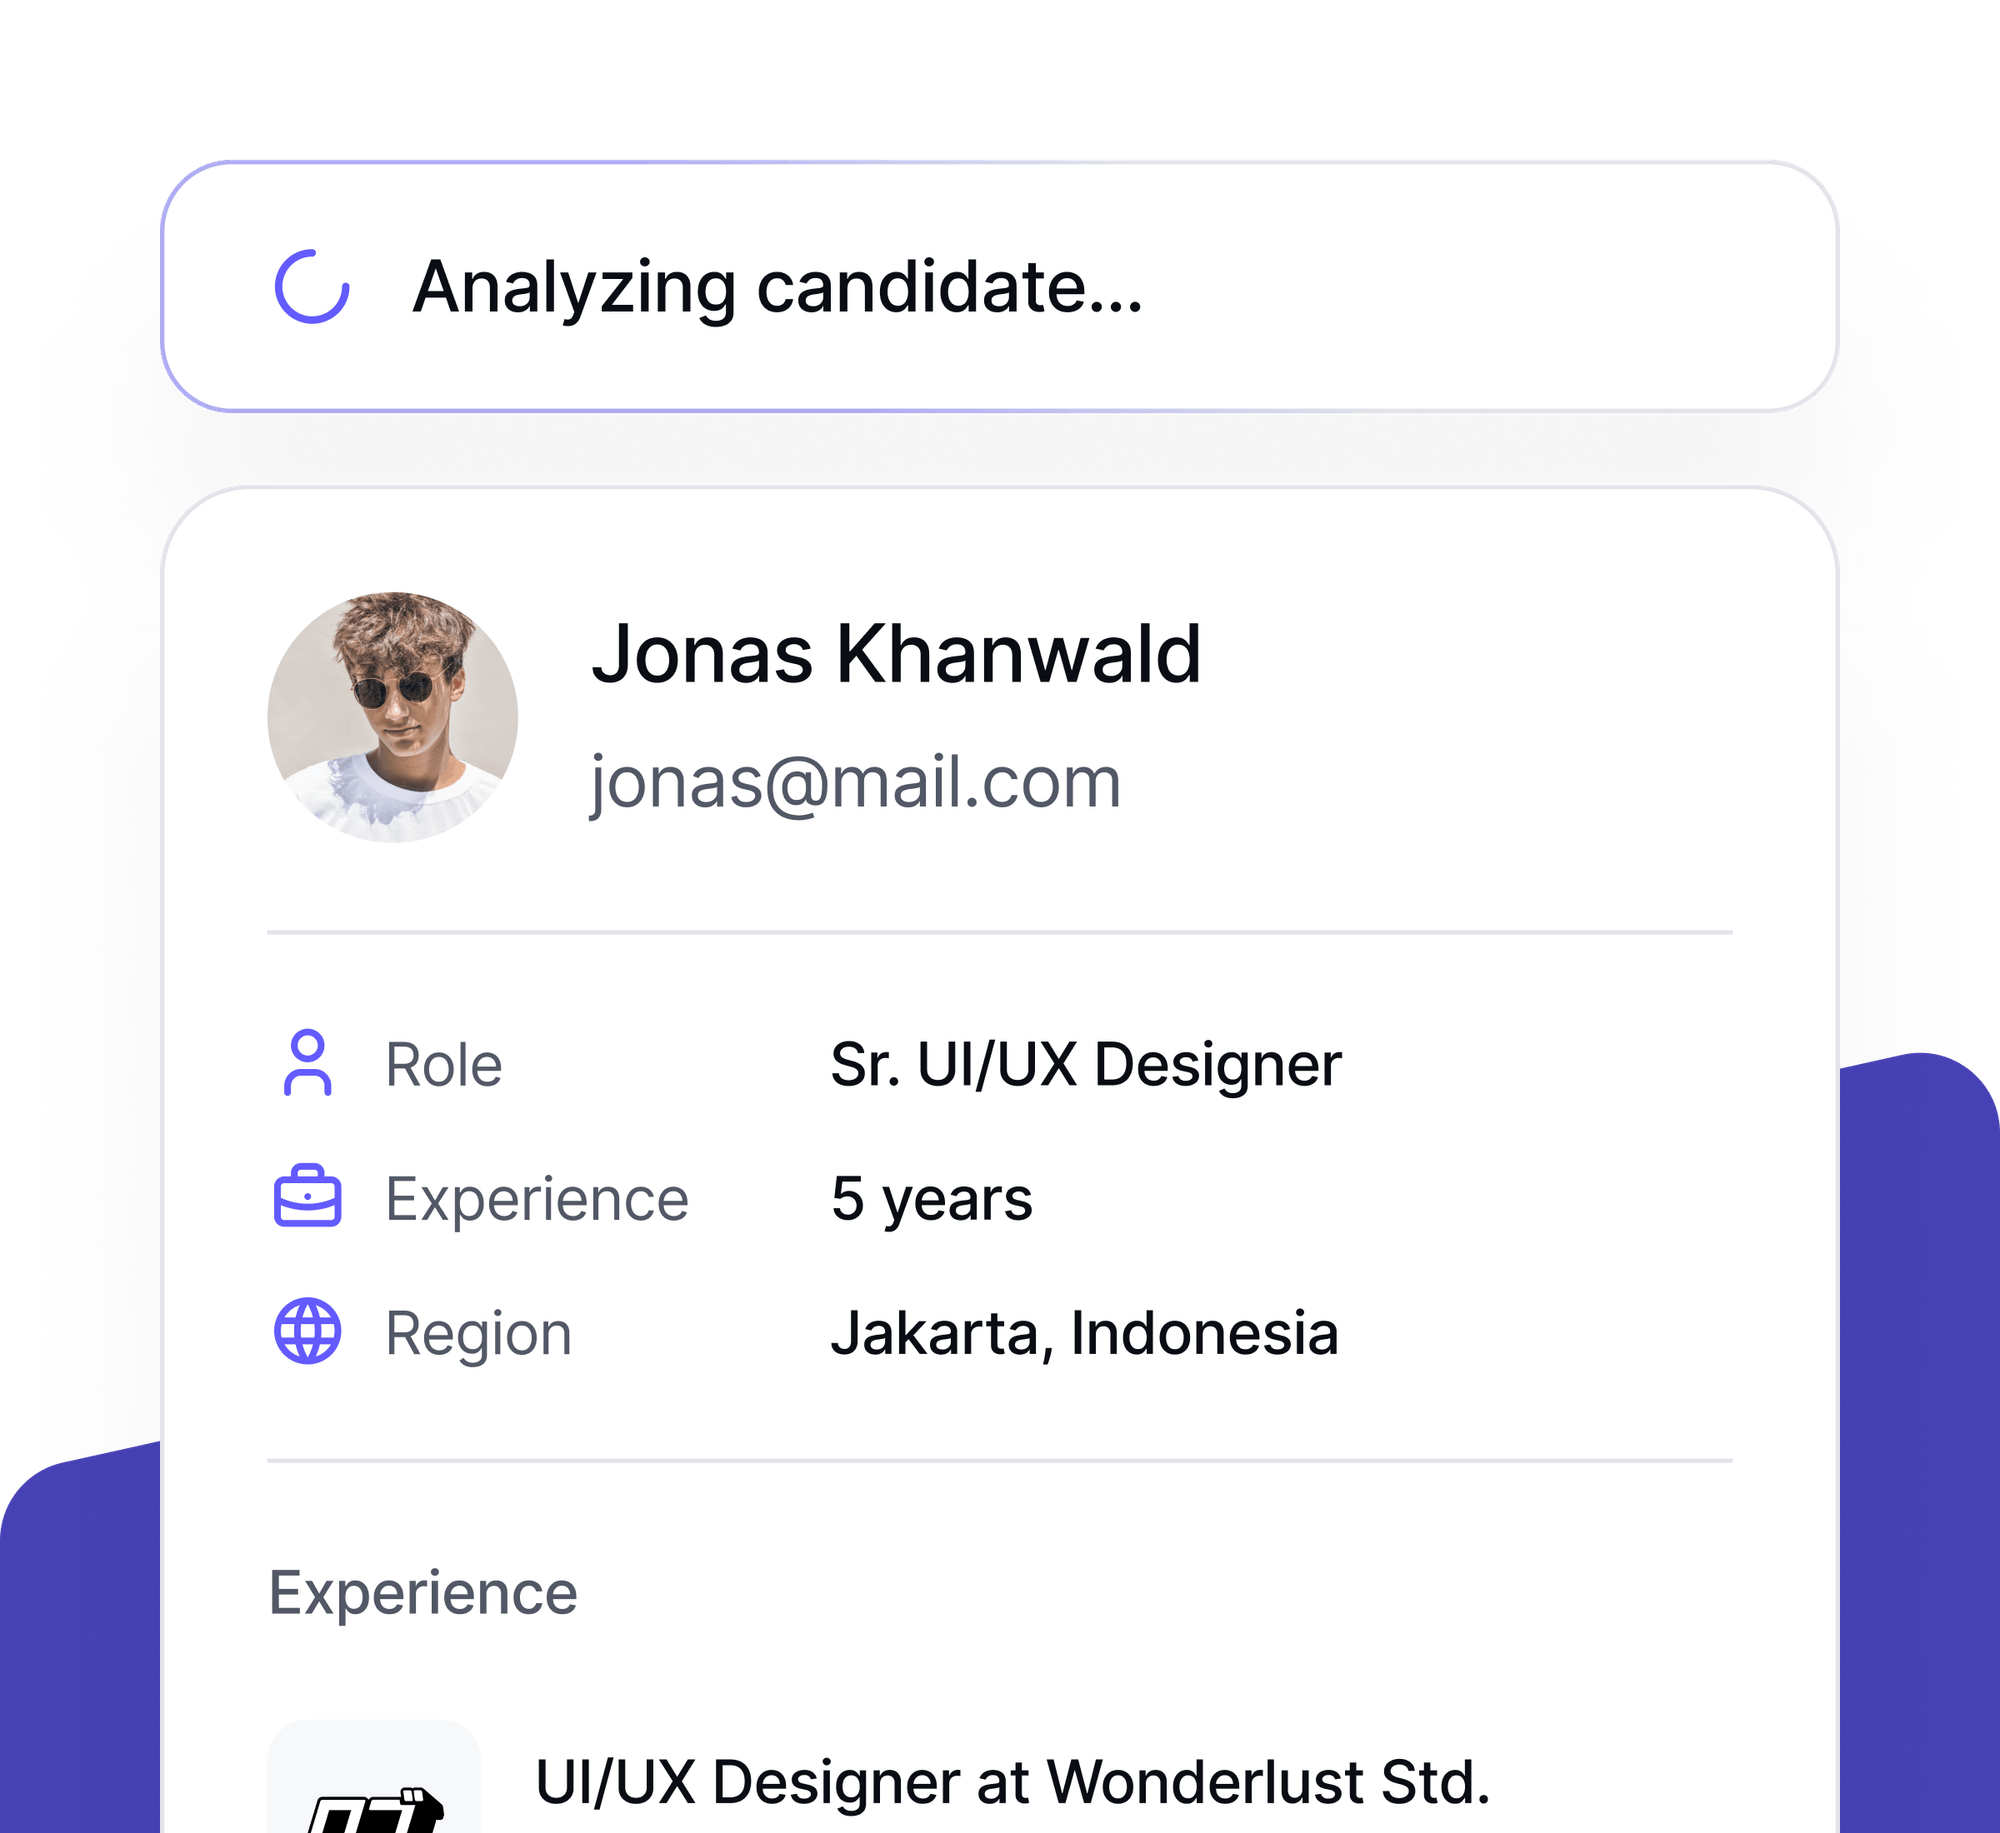 Analyzing candidate...
Jonas Khanwald
jonas@mail.com
Role Sr. UI/UX Designer
Experience 5 years
Region Jakarta, Indonesia
Experience
UI/UX Designer at Wonderlust Std.